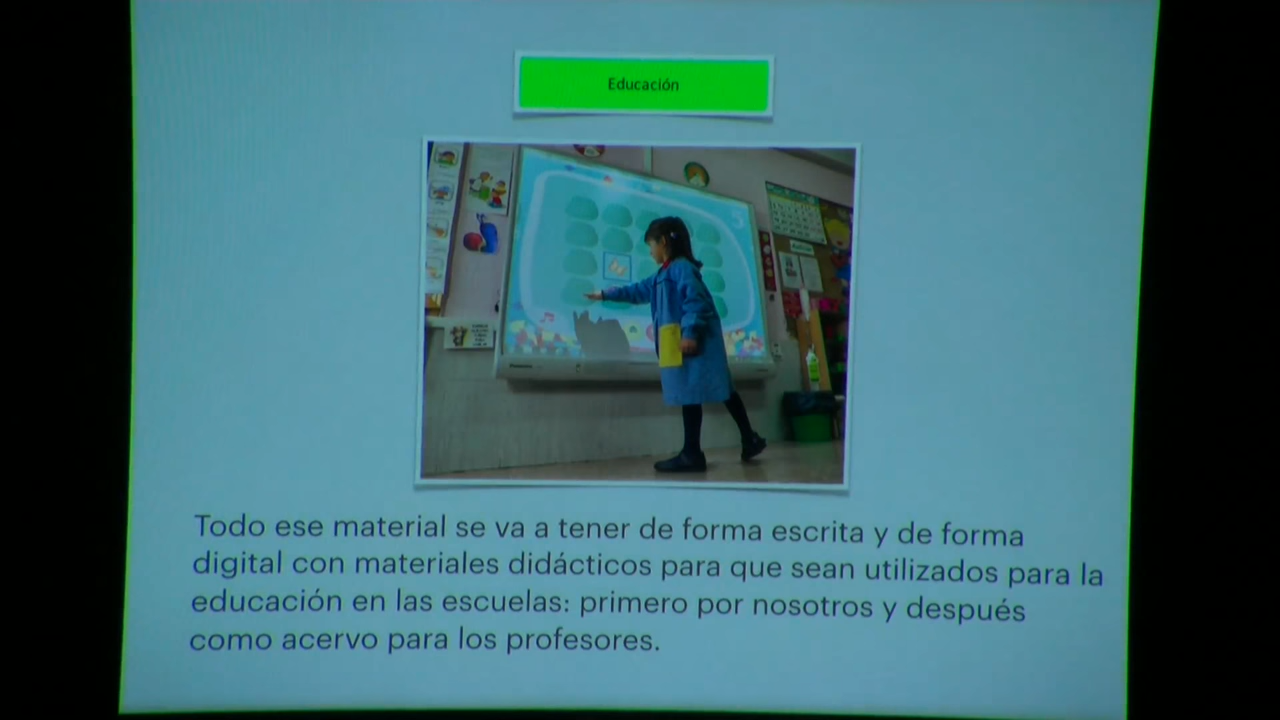 Educación
Todo ese material se va a tener de forma escrita y de forma
digital con materiales didácticos para que sean utilizados para la
educación en las escuelas: primero por nosotros y después
como acervo para los profesores.